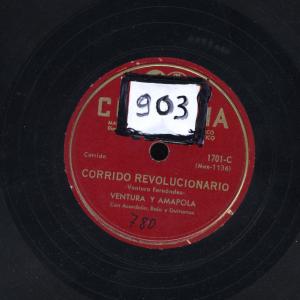 903
Corrido
1701-C
(Mex-1136)
CORRIDO REVOLUCIONARIO
-Ventura Fernández-
VENTURA Y AMAPOLA
Con Acordeón, Bajo y Guitarras
780